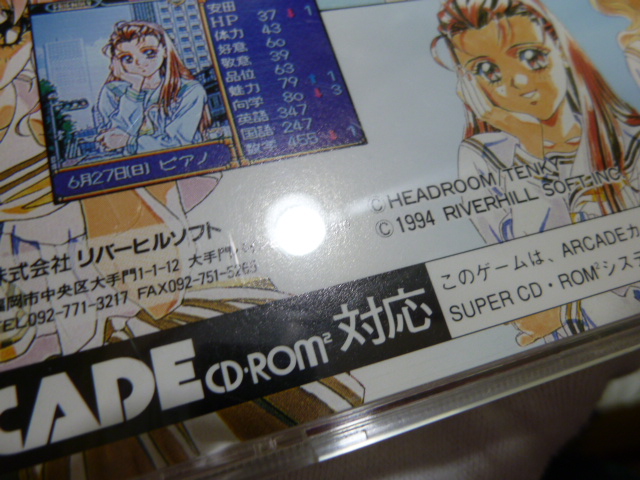 FRIENDS
安田
HP 37 ↓ 1
体力 43
好意 60
敬意 39
品位 63
魅力 79 ↑ 1
向学 80 ↓ 3
英語 347
国語 247
数学 455 ↓ 1
6月27日(日) ピアノ
© HEADROOM/TENKY
© 1994 RIVERHILL SOFT INC
株式会社 リバーヒルソフト
福岡市中央区大手門1-1-12 大手門
TEL092-771-3217 FAX092-751-5265
CADE CD-ROM² 対応
このゲームは、ARCADEカ
SUPER CD・ROM²システ